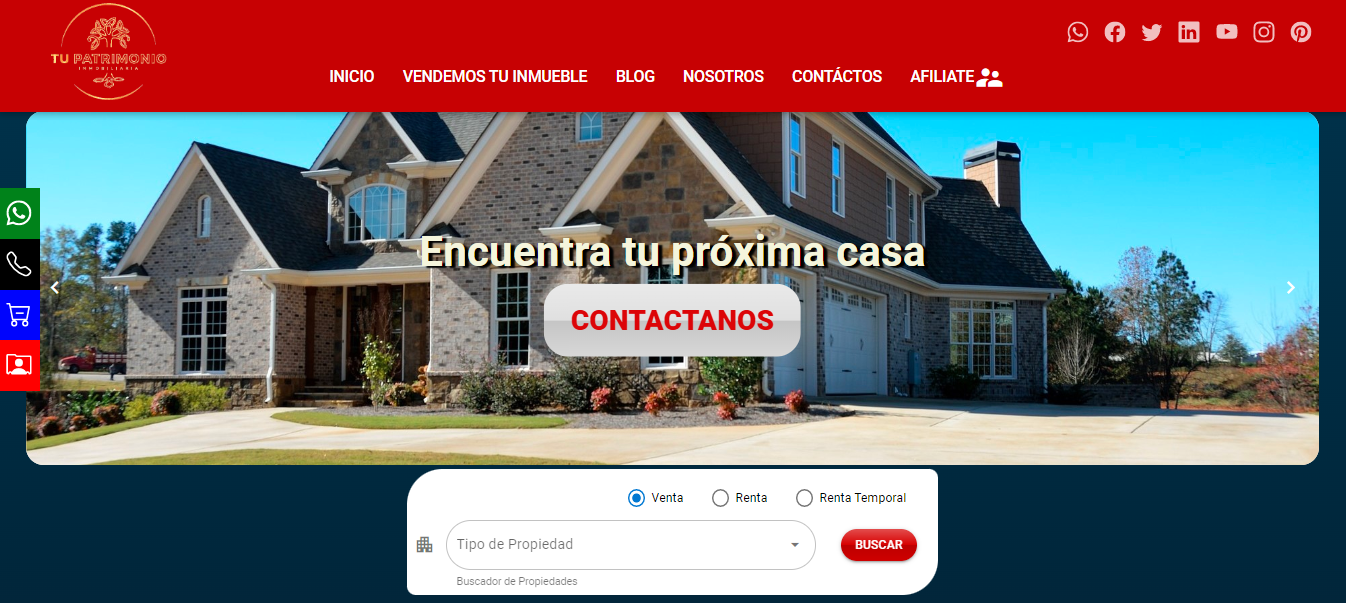 TU PATRIMONIO
INMOBILIARIA
INICIO VENDEMOS TU INMUEBLE BLOG NOSOTROS CONTÁCTOS AFILIATE
Encuentra tu próxima casa
CONTACTANOS
Venta Renta Renta Temporal
Tipo de Propiedad
BUSCAR
Buscador de Propiedades